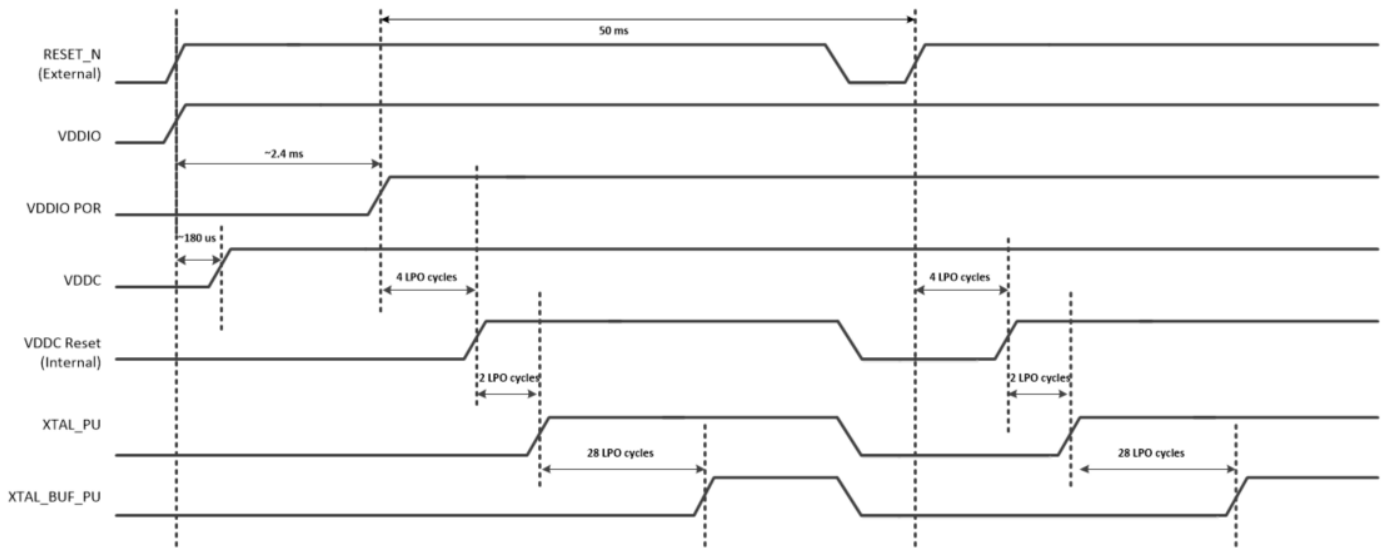 50 ms
RESET_N
(External)
VDDIO
~2.4 ms
VDDIO POR
~180 us
VDDC
4 LPO cycles
4 LPO cycles
VDDC Reset
(Internal)
2 LPO cycles
2 LPO cycles
XTAL_PU
28 LPO cycles
28 LPO cycles
XTAL_BUF_PU